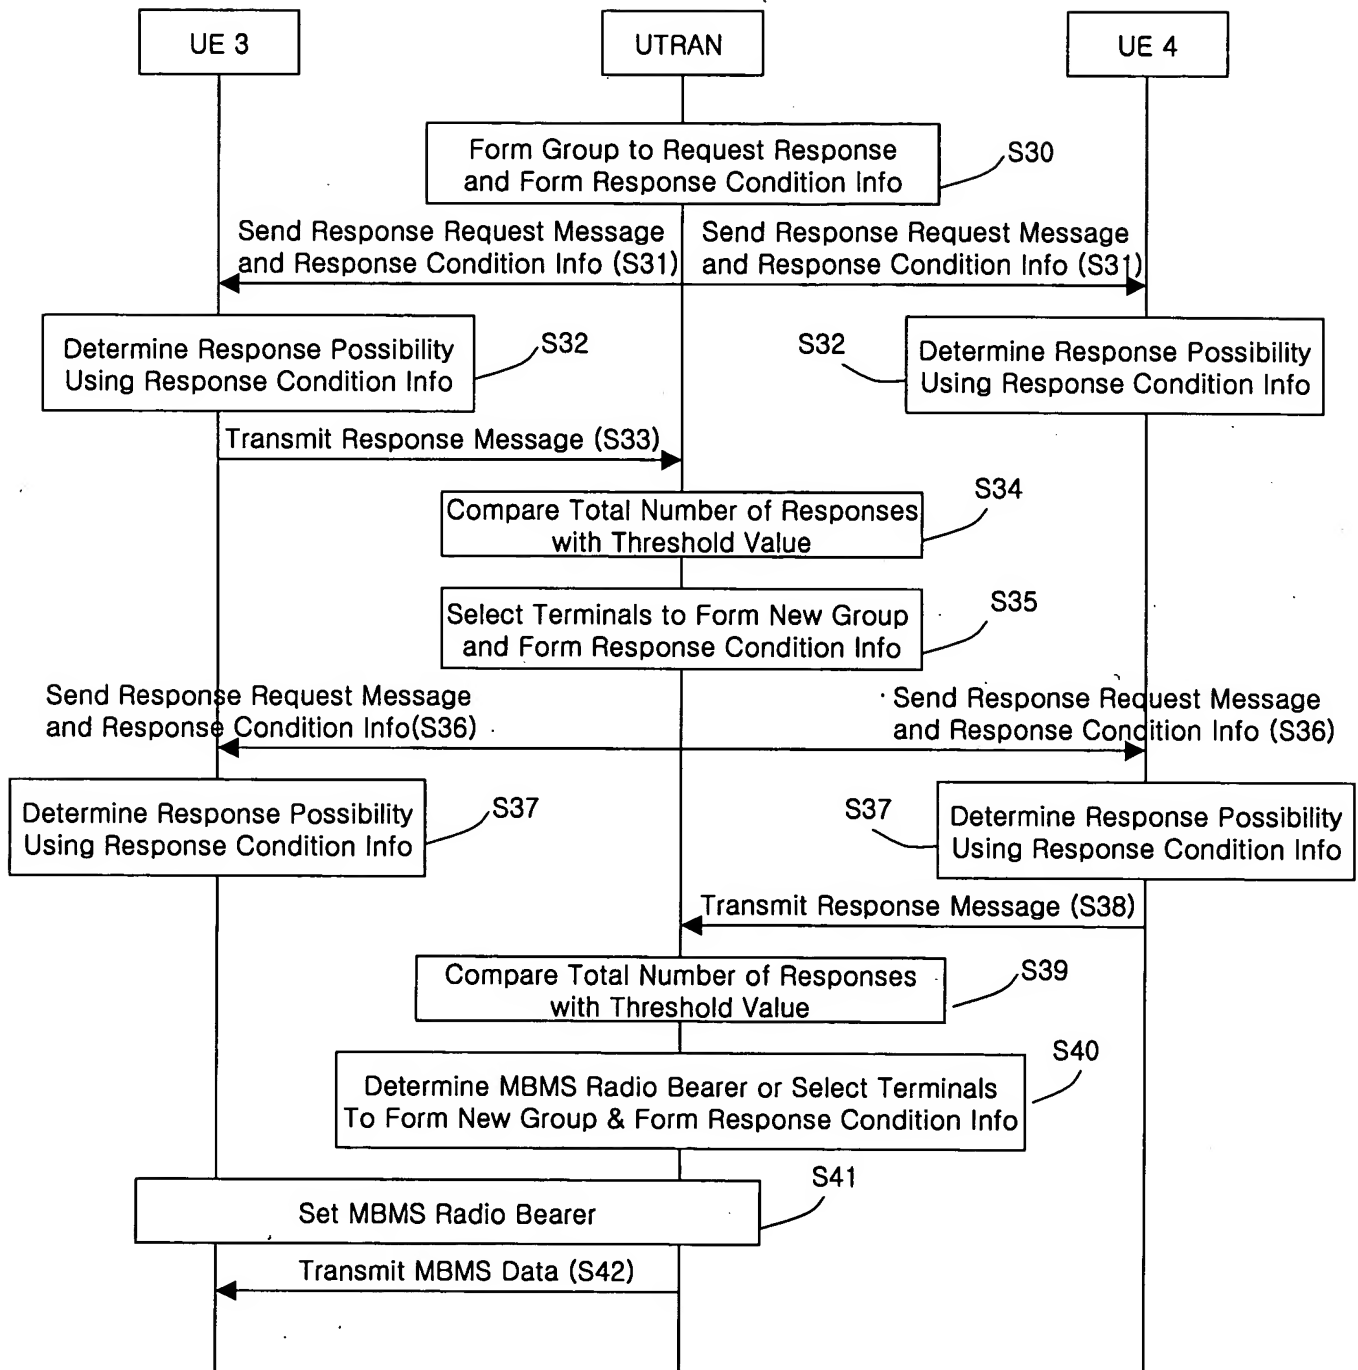 UE 3
UTRAN
UE 4
Form Group to Request Response
and Form Response Condition Info
S30
Send Response Request Message
and Response Condition Info (S31)
Send Response Request Message
and Response Condition Info (S31)
Determine Response Possibility
Using Response Condition Info
S32
S32
Determine Response Possibility
Using Response Condition Info
Transmit Response Message (S33)
S34
Compare Total Number of Responses
with Threshold Value
S35
Select Terminals to Form New Group
and Form Response Condition Info
Send Response Request Message
and Response Condition Info(S36)
Send Response Request Message
and Response Condition Info (S36)
Determine Response Possibility
Using Response Condition Info
S37
S37
Determine Response Possibility
Using Response Condition Info
Transmit Response Message (S38)
Compare Total Number of Responses
with Threshold Value
S39
S40
Determine MBMS Radio Bearer or Select Terminals
To Form New Group & Form Response Condition Info
S41
Set MBMS Radio Bearer
Transmit MBMS Data (S42)